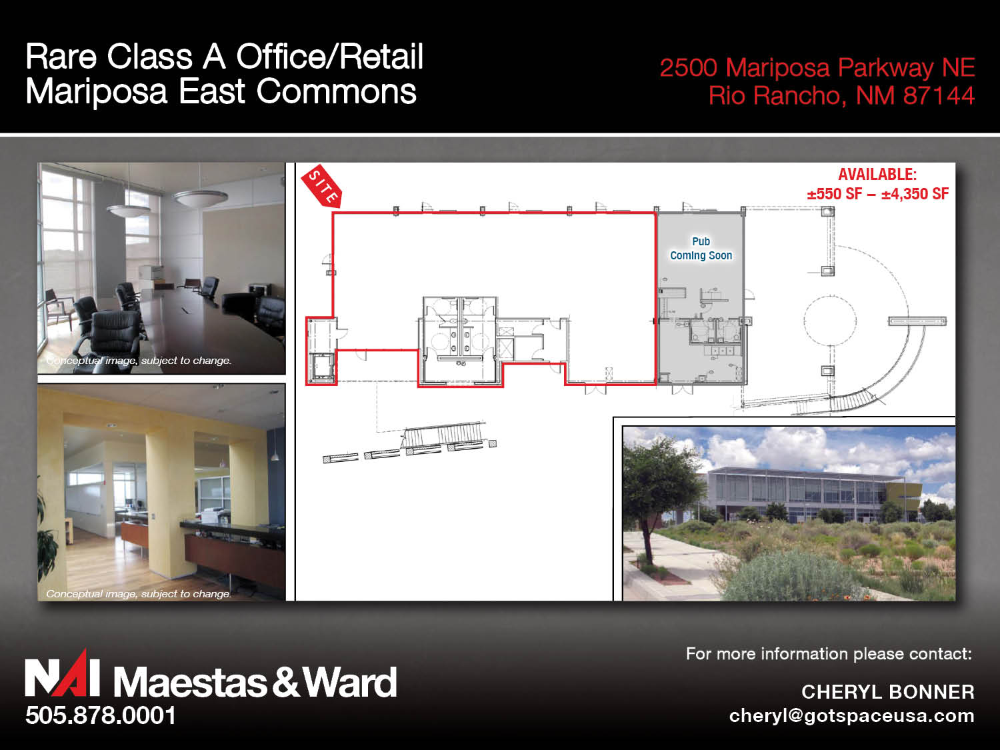 Rare Class A Office/Retail
Mariposa East Commons
2500 Mariposa Parkway NE
Rio Rancho, NM 87144
SITE
AVAILABLE:
±550 SF – ±4,350 SF
Pub
Coming Soon
Conceptual image, subject to change.
Conceptual image, subject to change.
NAI Maestas & Ward
505.878.0001
For more information please contact:
CHERYL BONNER
cheryl@gotspaceusa.com